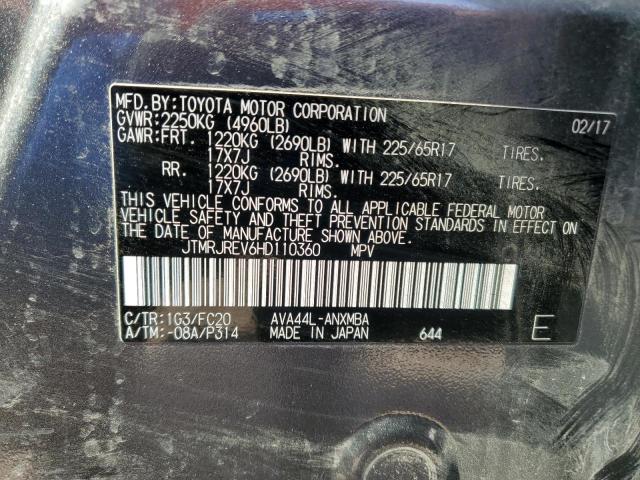 MFD. BY: TOYOTA MOTOR CORPORATION 02/17
GVWR: 2250KG (4960LB)
GAWR: FRT. 1220KG (2690LB) WITH 225/65R17 TIRES.
17X7J RIMS.
RR. 1220KG (2690LB) WITH 225/65R17 TIRES.
17X7J RIMS.
THIS VEHICLE CONFORMS TO ALL APPLICABLE FEDERAL MOTOR
VEHICLE SAFETY AND THEFT PREVENTION STANDARDS IN EFFECT ON
THE DATE OF MANUFACTURE SHOWN ABOVE.
JTMRJREV6HD110360 MPV
C/TR: 1G3/FC20 AVA44L-ANXMBA
A/TM: -08A/P314 MADE IN JAPAN 644 E